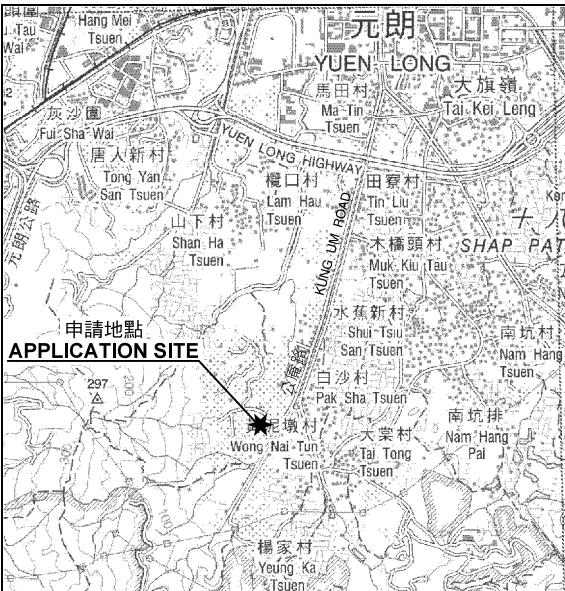 Hang Mei
Tsuen
Tau
Wai
元朗
YUEN LONG
馬田村
Ma Tin
Tsuen
大旗嶺
Tai Kei Leng
灰沙圍
Fui Sha Wai
唐人新村
Tong Yan
San Tsuen
YUEN LONG HIGHWAY
欖口村
Lam Hau
Tsuen
田寮村
Tin Liu
Tsuen
元朗公路
山下村
Shan Ha
Tsuen
KUNG UM ROAD
木橋頭村
Muk Kiu Tau
Tsuen
十八
SHAP PAT
水蕉新村
Shui Tsiu
San Tsuen
申請地點
APPLICATION SITE
南坑村
Nam Hang
Tsuen
公庵路
白沙村
Pak Sha Tsuen
297
200
泥墩村
Wong Nai Tun
Tsuen
大棠村
Tai Tong
Tsuen
南坑排
Nam Hang
Pai
楊家村
Yeung Ka
Tsuen